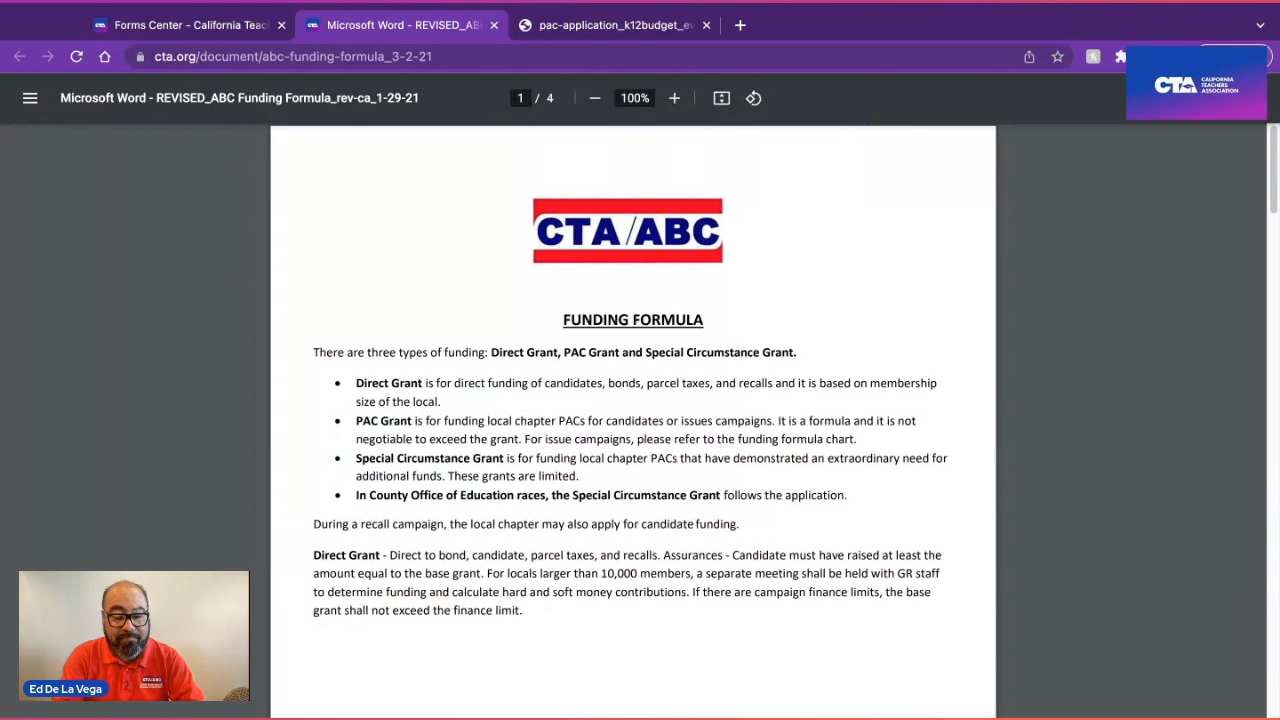 Forms Center - California Teac
Microsoft Word - REVISED_AB
pac-application_k12budget_e
cta.org/document/abc-funding-formula_3-2-21
Microsoft Word - REVISED_ABC Funding Formula_rev-ca_1-29-21
1 / 4
100%
CTA CALIFORNIA
TEACHERS
ASSOCIATION
CTA/ABC
FUNDING FORMULA
There are three types of funding: Direct Grant, PAC Grant and Special Circumstance Grant.
• Direct Grant is for direct funding of candidates, bonds, parcel taxes, and recalls and it is based on membership
size of the local.
• PAC Grant is for funding local chapter PACs for candidates or issues campaigns. It is a formula and it is not
negotiable to exceed the grant. For issue campaigns, please refer to the funding formula chart.
• Special Circumstance Grant is for funding local chapter PACs that have demonstrated an extraordinary need for
additional funds. These grants are limited.
• In County Office of Education races, the Special Circumstance Grant follows the application.
During a recall campaign, the local chapter may also apply for candidate funding.
Direct Grant - Direct to bond, candidate, parcel taxes, and recalls. Assurances - Candidate must have raised at least the
amount equal to the base grant. For locals larger than 10,000 members, a separate meeting shall be held with GR staff
to determine funding and calculate hard and soft money contributions. If there are campaign finance limits, the base
grant shall not exceed the finance limit.
CTA/ABC
Ed De La Vega